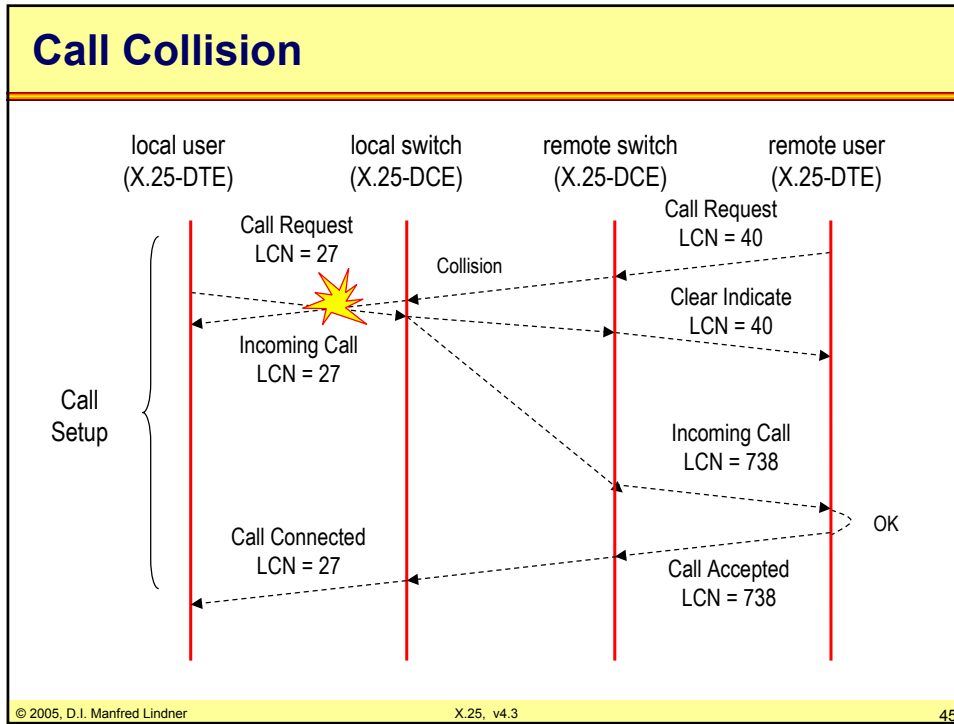 Call Collision
local user
(X.25-DTE)
local switch
(X.25-DCE)
remote switch
(X.25-DCE)
remote user
(X.25-DTE)
Call Request
LCN = 27
Collision
Call Request
LCN = 40
Clear Indicate
LCN = 40
Incoming Call
LCN = 27
Call
Setup
Incoming Call
LCN = 738
OK
Call Connected
LCN = 27
Call Accepted
LCN = 738
© 2005, D.I. Manfred Lindner
X.25, v4.3
45